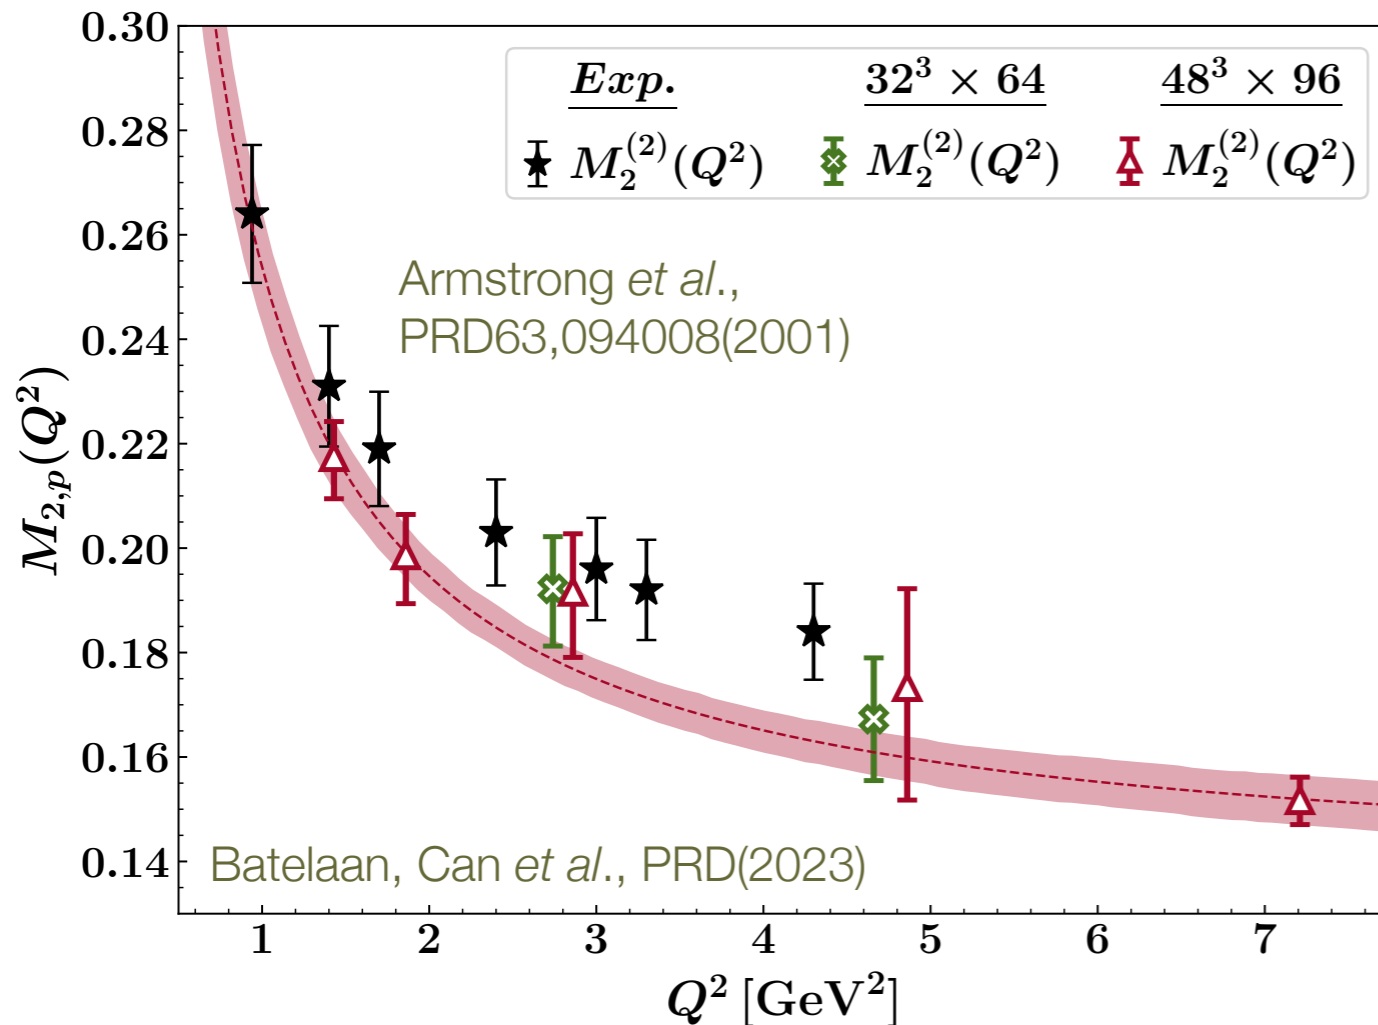 Exp. 32³ × 64 48³ × 96
M₂⁽²⁾(Q²) M₂⁽²⁾(Q²) M₂⁽²⁾(Q²)
Armstrong et al.,
PRD63,094008(2001)
Batelaan, Can et al., PRD(2023)
M₂,ₚ(Q²)
0.30
0.28
0.26
0.24
0.22
0.20
0.18
0.16
0.14
1 2 3 4 5 6 7
Q² [GeV²]